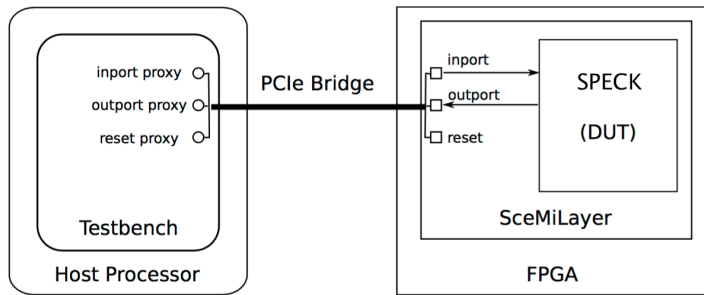 inport proxy
outport proxy
reset proxy
Testbench
Host Processor
PCIe Bridge
inport
outport
reset
SPECK
(DUT)
SceMiLayer
FPGA